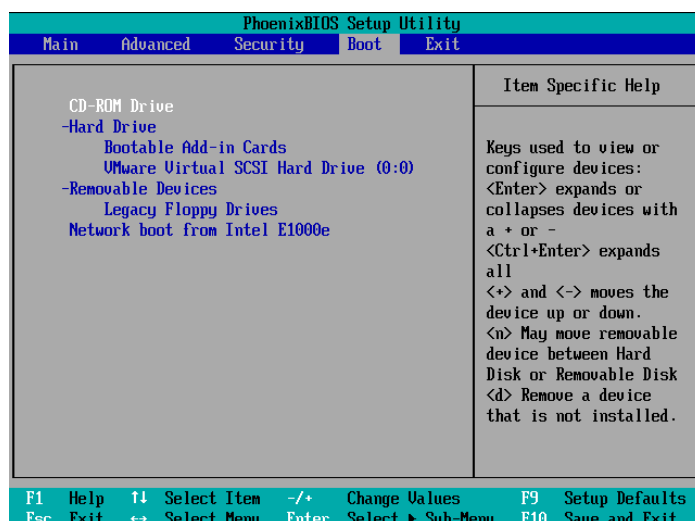 PhoenixBIOS Setup Utility
Main Advanced Security Boot Exit
Item Specific Help
CD-ROM Drive
-Hard Drive
Bootable Add-in Cards
VMware Virtual SCSI Hard Drive (0:0)
-Removable Devices
Legacy Floppy Drives
Network boot from Intel E1000e
Keys used to view or
configure devices:
<Enter> expands or
collapses devices with
a + or -
<Ctrl+Enter> expands
all
<+> and <-> moves the
device up or down.
<n> May move removable
device between Hard
Disk or Removable Disk
<d> Remove a device
that is not installed.
F1 Help ↑↓ Select Item -/+ Change Values F9 Setup Defaults
Esc Exit ↔ Select Menu Enter Select ▶ Sub-Menu F10 Save and Exit